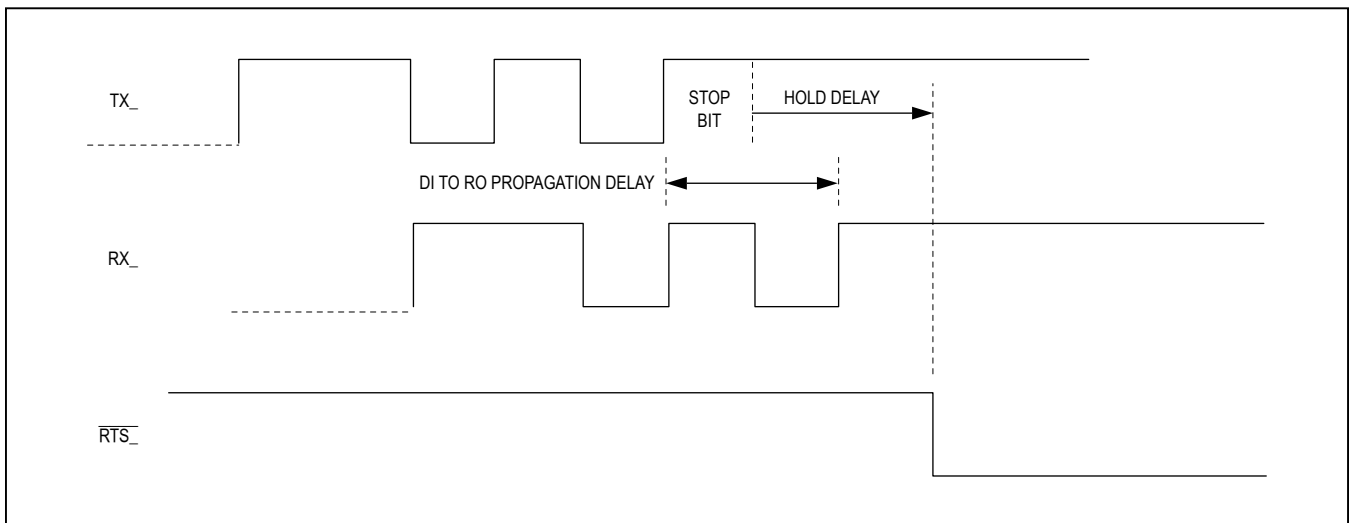 TX_
STOP
BIT
HOLD DELAY
DI TO RO PROPAGATION DELAY
RX_
RTS_